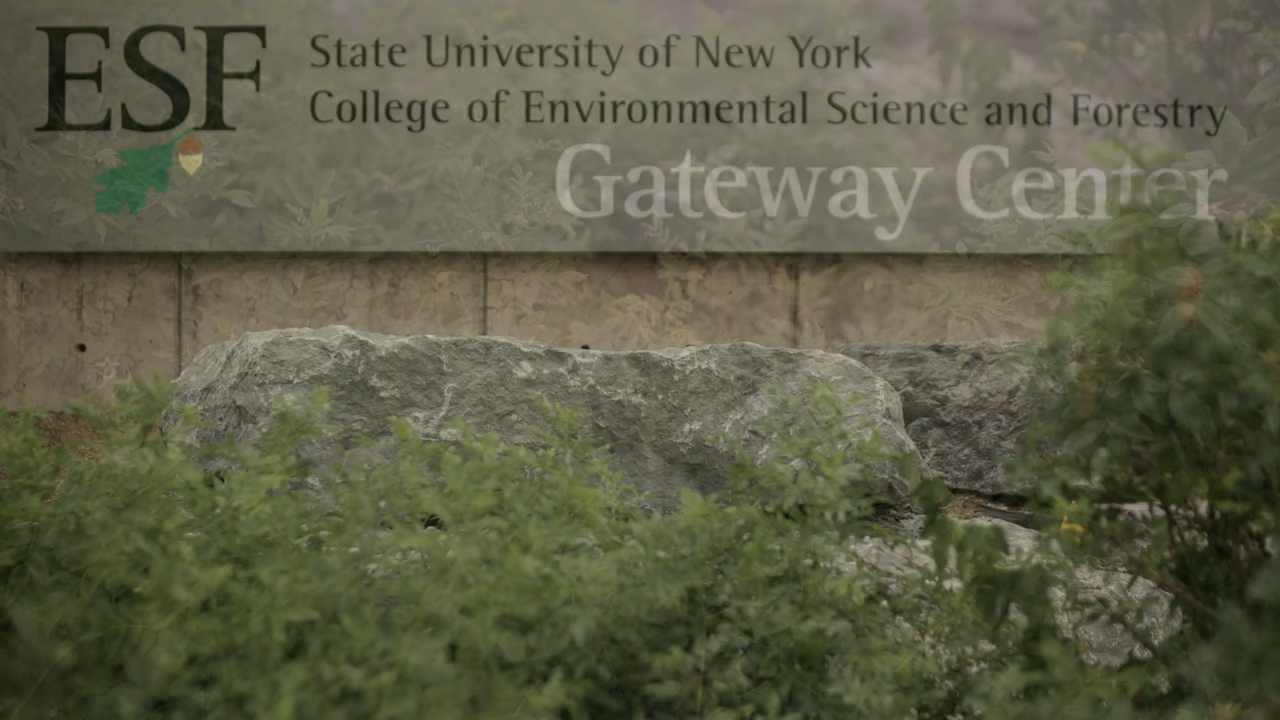 ESF
State University of New York
College of Environmental Science and Forestry
Gateway Center